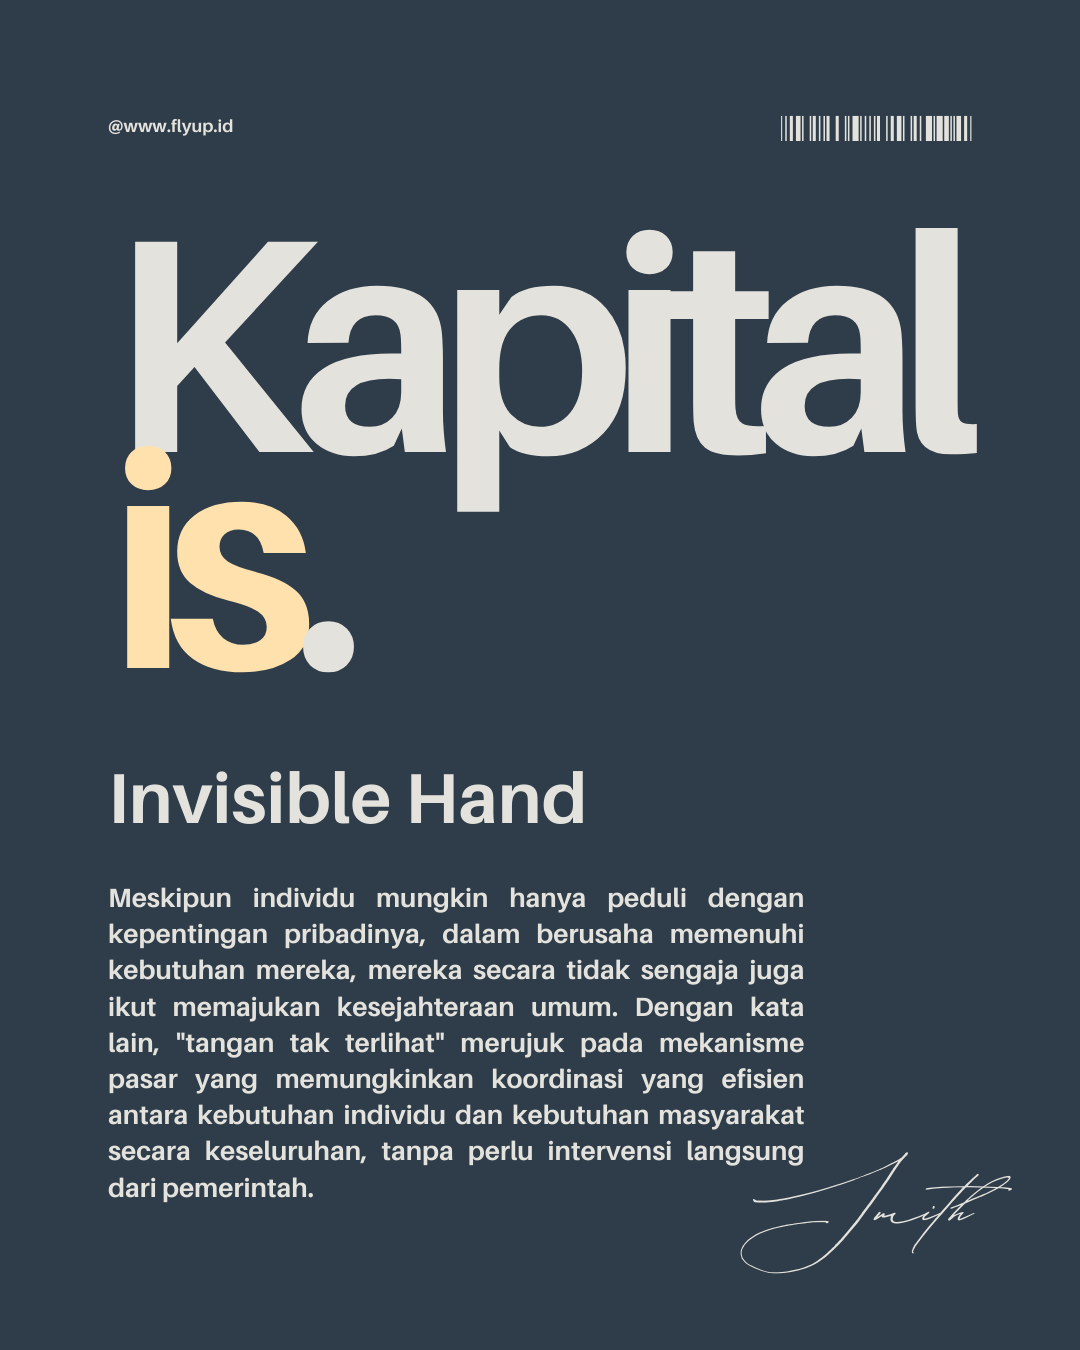 @www.flyup.id
Kapital
is.
Invisible Hand
Meskipun individu mungkin hanya peduli dengan
kepentingan pribadinya, dalam berusaha memenuhi
kebutuhan mereka, mereka secara tidak sengaja juga
ikut memajukan kesejahteraan umum. Dengan kata
lain, "tangan tak terlihat" merujuk pada mekanisme
pasar yang memungkinkan koordinasi yang efisien
antara kebutuhan individu dan kebutuhan masyarakat
secara keseluruhan, tanpa perlu intervensi langsung
dari pemerintah.
Smith